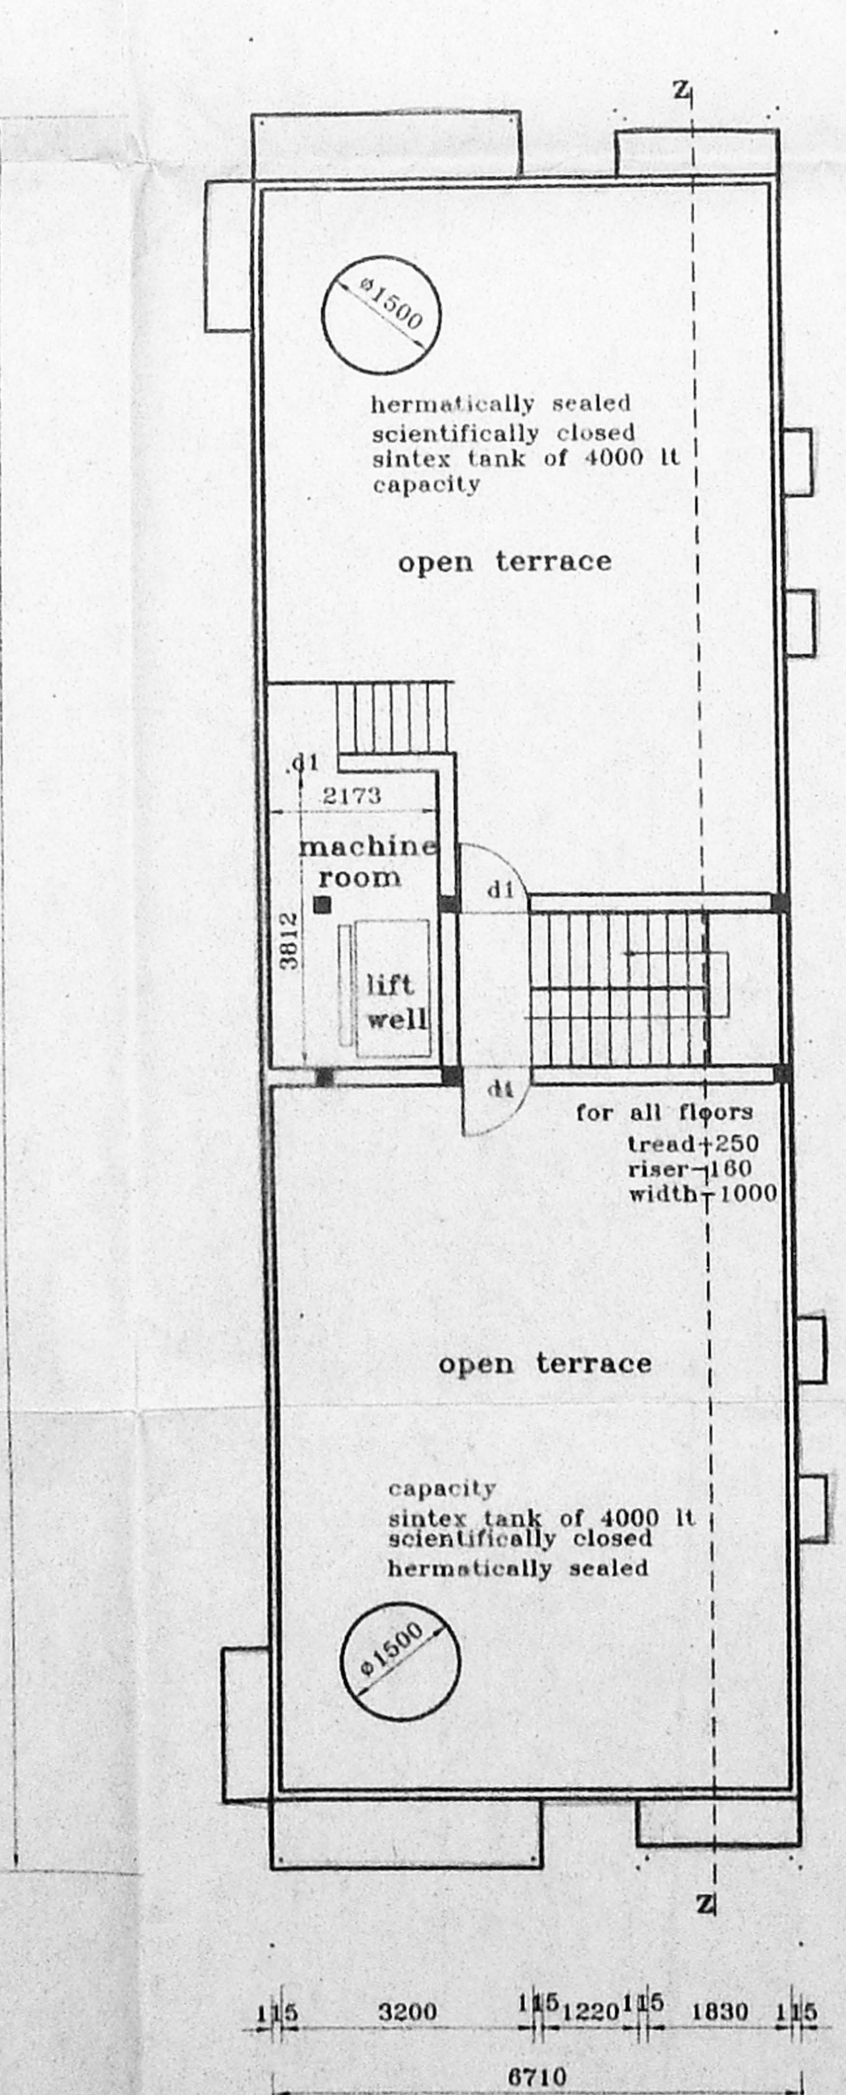 Z
ø1500
hermatically sealed
scientifically closed
sintex tank of 4000 lt
capacity
open terrace
d1
2173
machine
room
d1
3812
lift
well
d1
for all floors
tread-250
riser-160
width-1000
open terrace
capacity
sintex tank of 4000 lt
scientifically closed
hermatically sealed
ø1500
Z
115 3200 115 1220 115 1830 115
6710